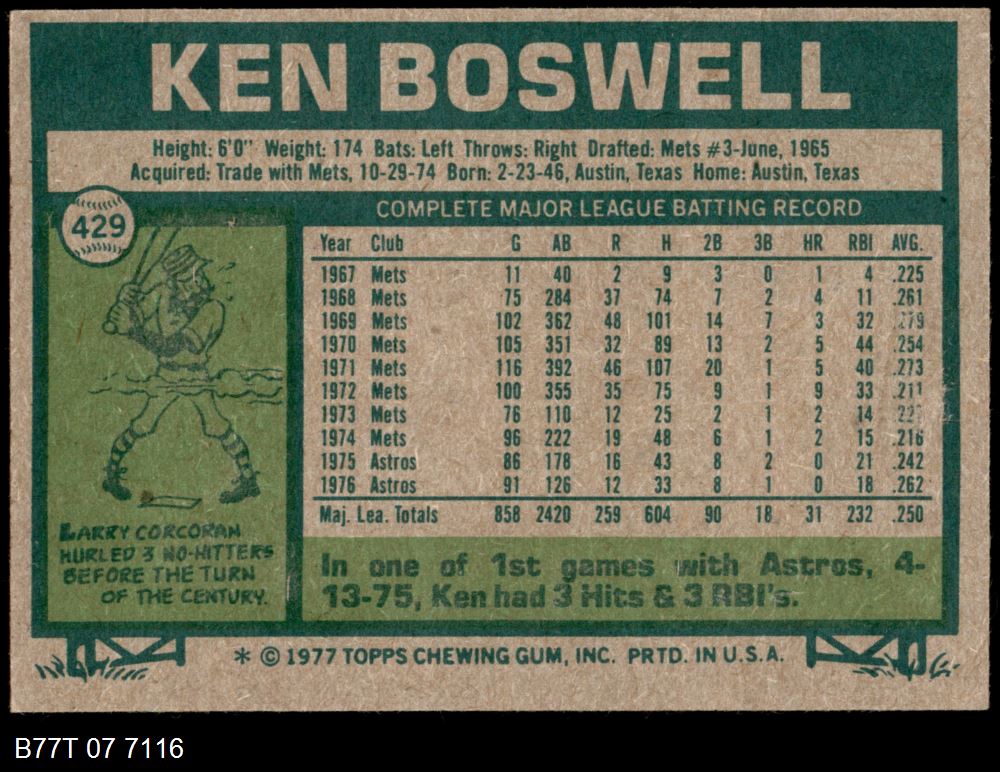 KEN BOSWELL
Height: 6'0" Weight: 174 Bats: Left Throws: Right Drafted: Mets #3-June, 1965
Acquired: Trade with Mets, 10-29-74 Born: 2-23-46, Austin, Texas Home: Austin, Texas
429
COMPLETE MAJOR LEAGUE BATTING RECORD
Year Club G AB R H 2B 3B HR RBI AVG.
1967 Mets 11 40 2 9 3 0 1 4 .225
1968 Mets 75 284 37 74 7 2 4 11 .261
1969 Mets 102 362 48 101 14 7 3 32 .279
1970 Mets 105 351 32 89 13 2 5 44 .254
1971 Mets 116 392 46 107 20 1 5 40 .273
1972 Mets 100 355 35 75 9 1 9 33 .211
1973 Mets 76 110 12 25 2 1 2 14
1974 Mets 96 222 19 48 6 1 2 15 .216
1975 Astros 86 178 16 43 8 2 0 21 .242
1976 Astros 91 126 12 33 8 1 0 18 .262
Maj. Lea. Totals 858 2420 259 604 90 18 31 232 .250
LARRY CORCORAN
HURLED 3 NO-HITTERS
BEFORE THE TURN
OF THE CENTURY.
In one of 1st games with Astros, 4-
13-75, Ken had 3 Hits & 3 RBI's.
* © 1977 TOPPS CHEWING GUM, INC. PRTD. IN U.S.A.
B77T 07 7116